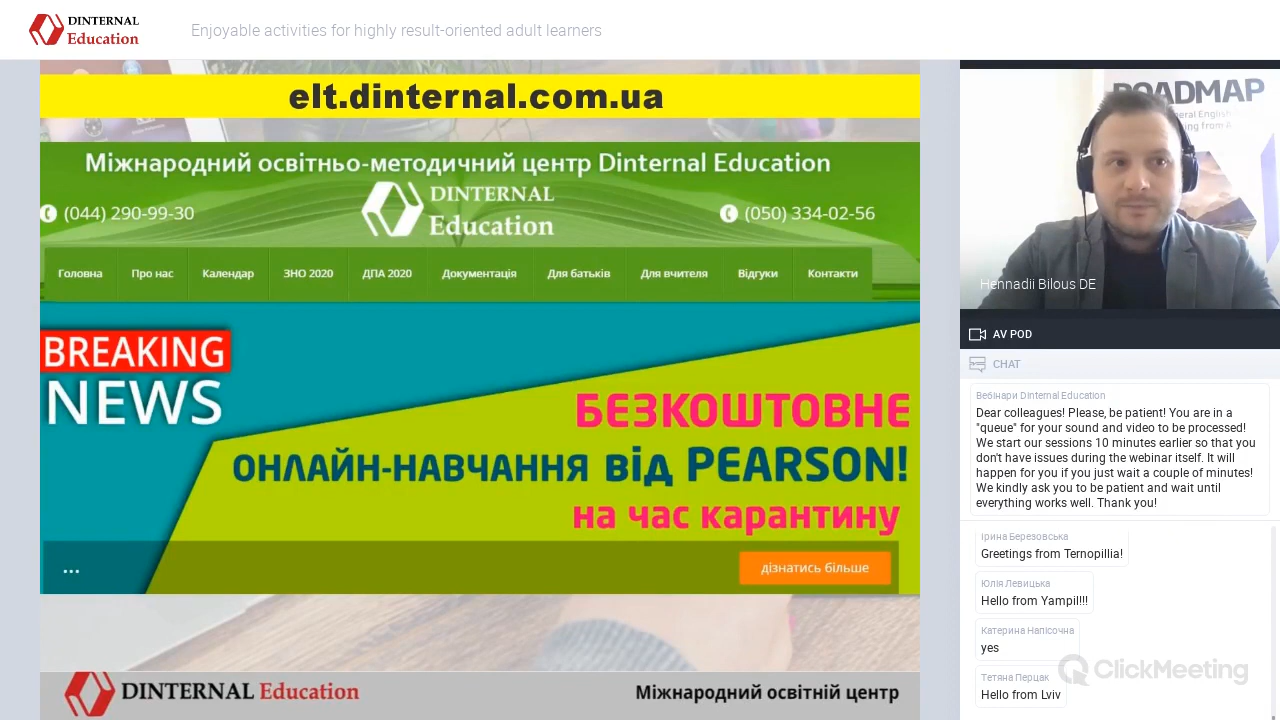 DINTERNAL
Education
Enjoyable activities for highly result-oriented adult learners
elt.dinternal.com.ua
Міжнародний освітньо-методичний центр Dinternal Education
DINTERNAL
Education
(044) 290-99-30
(050) 334-02-56
Головна
Про нас
Календар
ЗНО 2020
ДПА 2020
Документація
Для батьків
Для вчителя
Відгуки
Контакти
BREAKING
NEWS
БЕЗКОШТОВНЕ
ОНЛАЙН-НАВЧАННЯ від PEARSON!
на час карантину
...
дізнатись більше
DINTERNAL Education
Міжнародний освітній центр
ROADMAP
General English
Hennadii Bilous DE
AV POD
CHAT
Вебінари Dinternal Education
Dear colleagues! Please, be patient! You are in a
"queue" for your sound and video to be processed!
We start our sessions 10 minutes earlier so that you
don't have issues during the webinar itself. It will
happen for you if you just wait a couple of minutes!
We kindly ask you to be patient and wait until
everything works well. Thank you!
Ірина Березовська
Greetings from Ternopillia!
Юлія Левицька
Hello from Yampil!!!
Катерина Напісочна
yes
Тетяна Перцак
Hello from Lviv
ClickMeeting